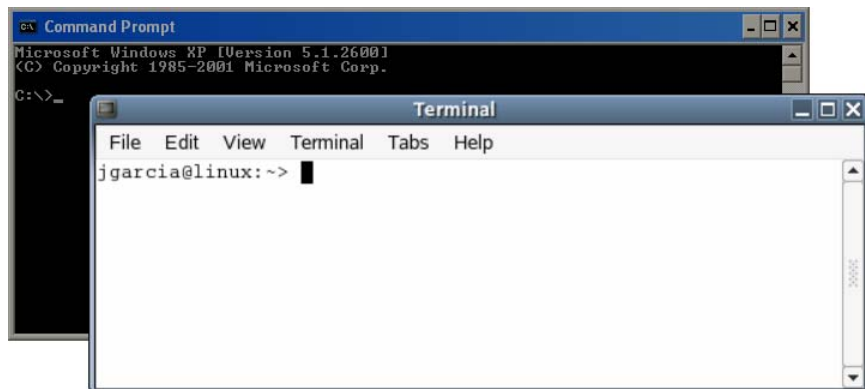 Command Prompt
Microsoft Windows XP [Version 5.1.2600]
(C) Copyright 1985-2001 Microsoft Corp.
C:\>_
Terminal
File Edit View Terminal Tabs Help
jgarcia@linux:~>